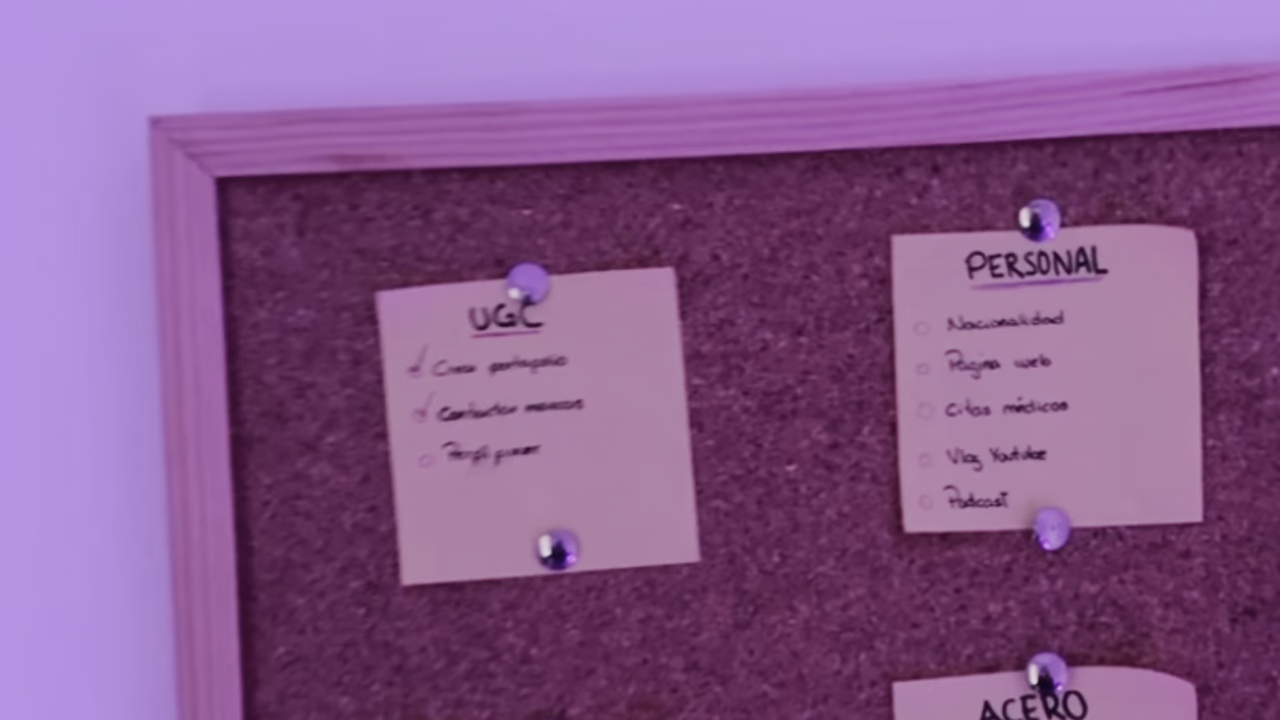 UGC
Crear portafolio
Contactar marcas
PERSONAL
Nacionalidad
Página web
Citas médicas
Vlog Youtube
Podcast
ACERO